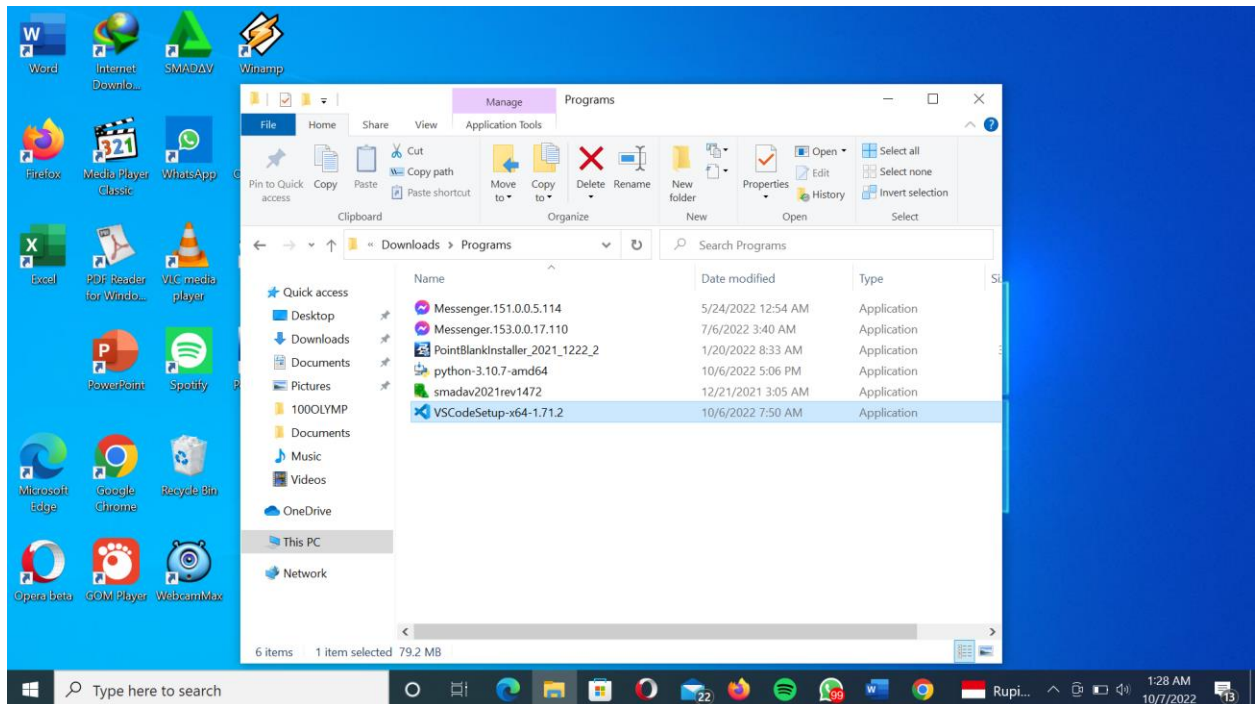 Word
Internet
Downlo...
SMADAV
Winamp
Firefox
Media Player
Classic
WhatsApp
Excel
PDF Reader
for Windo...
VLC media
player
PowerPoint
Spotify
Microsoft
Edge
Google
Chrome
Recycle Bin
Opera beta
GOM Player
WebcamMax
Manage
Programs
File
Home
Share
View
Application Tools
Pin to Quick
access
Copy
Paste
Cut
Copy path
Paste shortcut
Clipboard
Move
to
Copy
to
Delete
Rename
Organize
New
folder
New
Properties
Open
Edit
History
Open
Select all
Select none
Invert selection
Select
« Downloads > Programs
Search Programs
Quick access
Desktop
Downloads
Documents
Pictures
100OLYMP
Documents
Music
Videos
OneDrive
This PC
Network
Name Date modified Type Si
Messenger.151.0.0.5.114 5/24/2022 12:54 AM Application
Messenger.153.0.0.17.110 7/6/2022 3:40 AM Application
PointBlankInstaller_2021_1222_2 1/20/2022 8:33 AM Application 3
python-3.10.7-amd64 10/6/2022 5:06 PM Application
smadav2021rev1472 12/21/2021 3:05 AM Application
VSCodeSetup-x64-1.71.2 10/6/2022 7:50 AM Application
6 items 1 item selected 79.2 MB
Type here to search
22
99
Rupi...
1:28 AM
10/7/2022
13